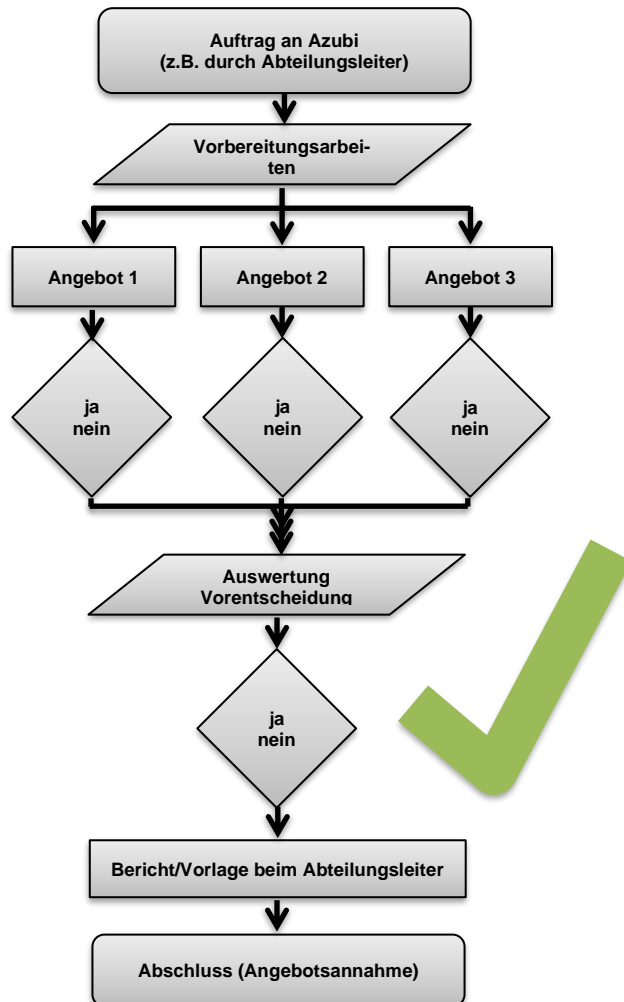 Auftrag an Azubi
(z.B. durch Abteilungsleiter)
Vorbereitungsarbei-
ten
Angebot 1
Angebot 2
Angebot 3
ja
nein
ja
nein
ja
nein
Auswertung
Vorentscheidung
ja
nein
Bericht/Vorlage beim Abteilungsleiter
Abschluss (Angebotsannahme)